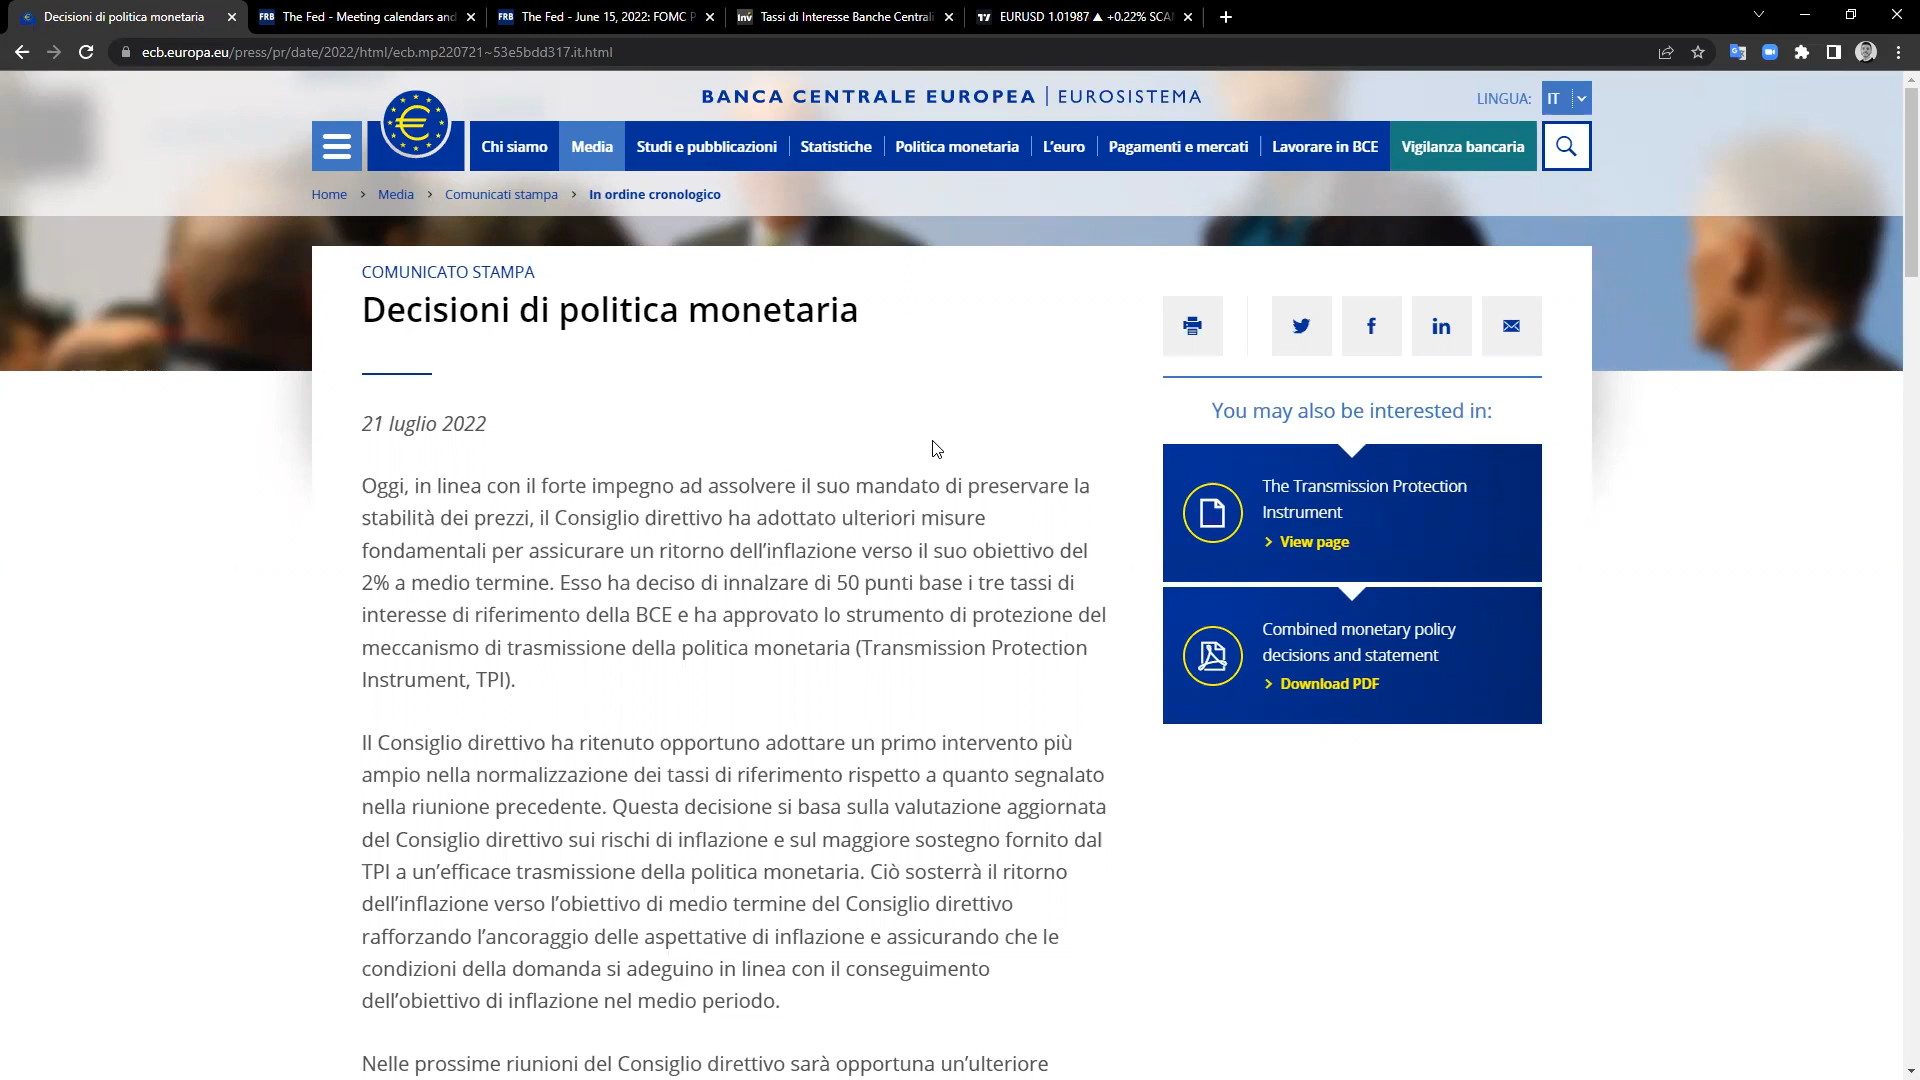 Decisioni di politica monetaria
The Fed - Meeting calendars and
The Fed - June 15, 2022: FOMC P
Tassi di Interesse Banche Centrali
EURUSD 1.01987 ▲ +0.22% SCA
ecb.europa.eu/press/pr/date/2022/html/ecb.mp220721~53e5bdd317.it.html
BANCA CENTRALE EUROPEA | EUROSISTEMA
LINGUA: IT
Chi siamo
Media
Studi e pubblicazioni
Statistiche
Politica monetaria
L'euro
Pagamenti e mercati
Lavorare in BCE
Vigilanza bancaria
Home > Media > Comunicati stampa > In ordine cronologico
COMUNICATO STAMPA
Decisioni di politica monetaria
21 luglio 2022
Oggi, in linea con il forte impegno ad assolvere il suo mandato di preservare la
stabilità dei prezzi, il Consiglio direttivo ha adottato ulteriori misure
fondamentali per assicurare un ritorno dell’inflazione verso il suo obiettivo del
2% a medio termine. Esso ha deciso di innalzare di 50 punti base i tre tassi di
interesse di riferimento della BCE e ha approvato lo strumento di protezione del
meccanismo di trasmissione della politica monetaria (Transmission Protection
Instrument, TPI).
Il Consiglio direttivo ha ritenuto opportuno adottare un primo intervento più
ampio nella normalizzazione dei tassi di riferimento rispetto a quanto segnalato
nella riunione precedente. Questa decisione si basa sulla valutazione aggiornata
del Consiglio direttivo sui rischi di inflazione e sul maggiore sostegno fornito dal
TPI a un’efficace trasmissione della politica monetaria. Ciò sosterrà il ritorno
dell’inflazione verso l’obiettivo di medio termine del Consiglio direttivo
rafforzando l’ancoraggio delle aspettative di inflazione e assicurando che le
condizioni della domanda si adeguino in linea con il conseguimento
dell’obiettivo di inflazione nel medio periodo.
Nelle prossime riunioni del Consiglio direttivo sarà opportuna un’ulteriore
You may also be interested in:
The Transmission Protection
Instrument
> View page
Combined monetary policy
decisions and statement
> Download PDF